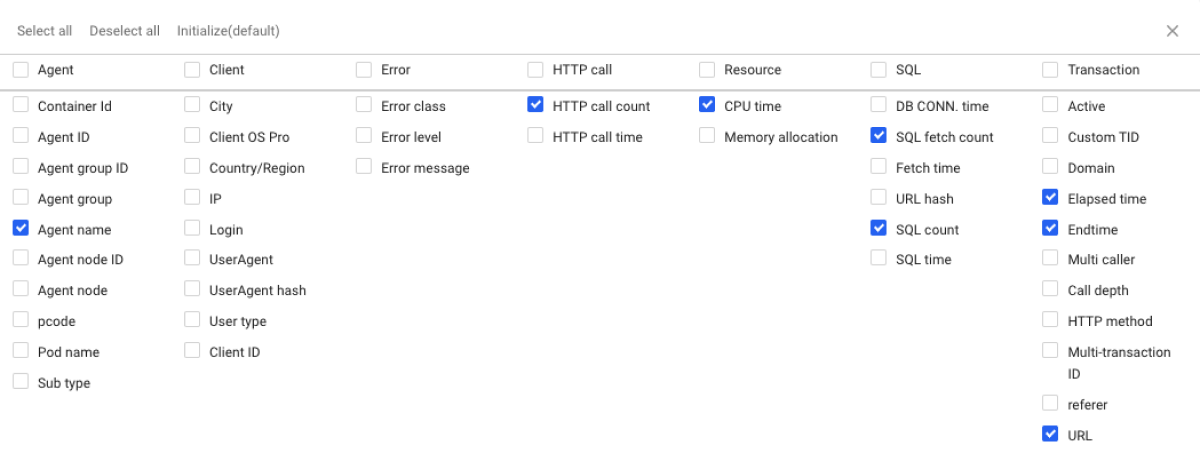 Select all Deselect all Initialize(default)
Agent Client Error HTTP call Resource SQL Transaction
Container Id City Error class HTTP call count CPU time DB CONN. time Active
Agent ID Client OS Pro Error level HTTP call time Memory allocation SQL fetch count Custom TID
Agent group ID Country/Region Error message Fetch time Domain
Agent group IP URL hash Elapsed time
Agent name Login SQL count Endtime
Agent node ID UserAgent SQL time Multi caller
Agent node UserAgent hash Call depth
pcode User type HTTP method
Pod name Client ID Multi-transaction
ID
Sub type
referer
URL